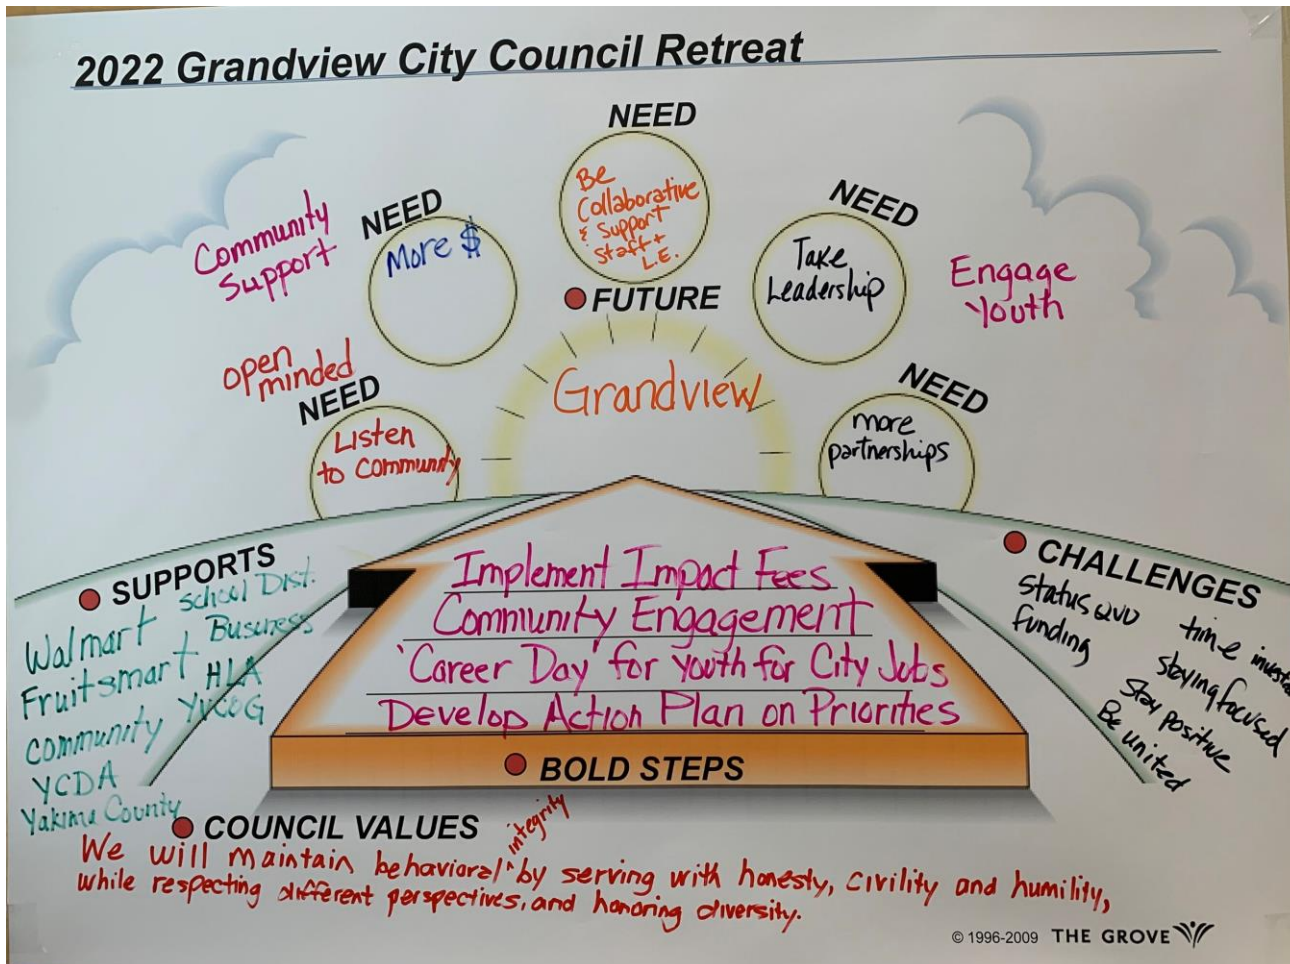 2022 Grandview City Council Retreat
NEED
Be
Collaborative
& Support
Staff +
L.E.
NEED
More $
Community
Support
NEED
Take
Leadership
Engage
Youth
FUTURE
Grandview
open
minded
NEED
Listen
to Community
NEED
more
partnerships
SUPPORTS
School Dist.
Walmart
Business
Fruitsmart
HLA
YVCOG
Community
YCDA
Yakima County
Implement Impact Fees
Community Engagement
'Career Day' for Youth for City Jobs
Develop Action Plan on Priorities
BOLD STEPS
CHALLENGES
Status quo
funding
time
staying focused
Stay positive
Be united
COUNCIL VALUES
integrity
We will maintain behavioral ^ by serving with honesty, civility and humility,
while respecting different perspectives, and honoring diversity.
© 1996-2009 THE GROVE